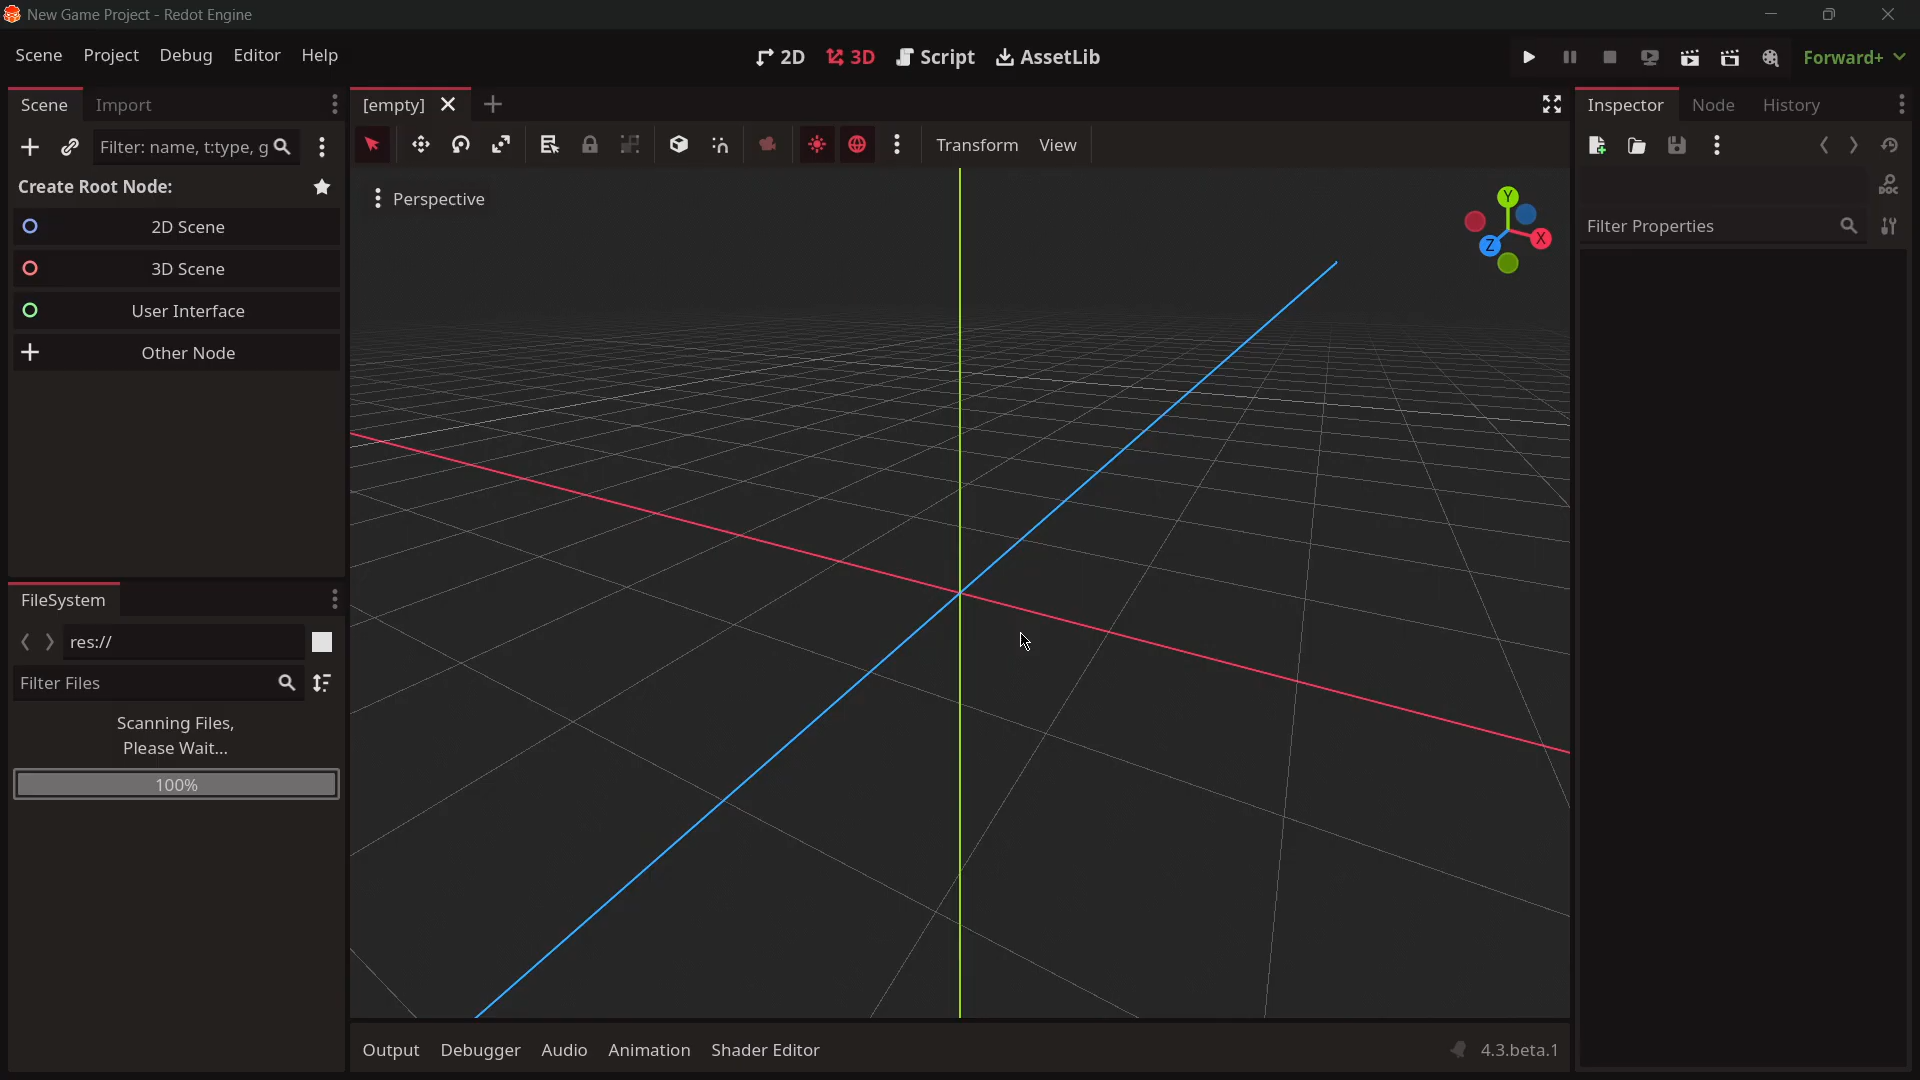 New Game Project - Redot Engine
Scene Project Debug Editor Help
2D 3D Script AssetLib
Forward+
Scene Import
[empty]
Inspector Node History
Filter: name, t:type, g
Transform View
Create Root Node:
DOC
Perspective
2D Scene
3D Scene
User Interface
Other Node
Filter Properties
Y
X
Z
FileSystem
res://
Filter Files
Scanning Files,
Please Wait...
100%
Output Debugger Audio Animation Shader Editor
4.3.beta.1